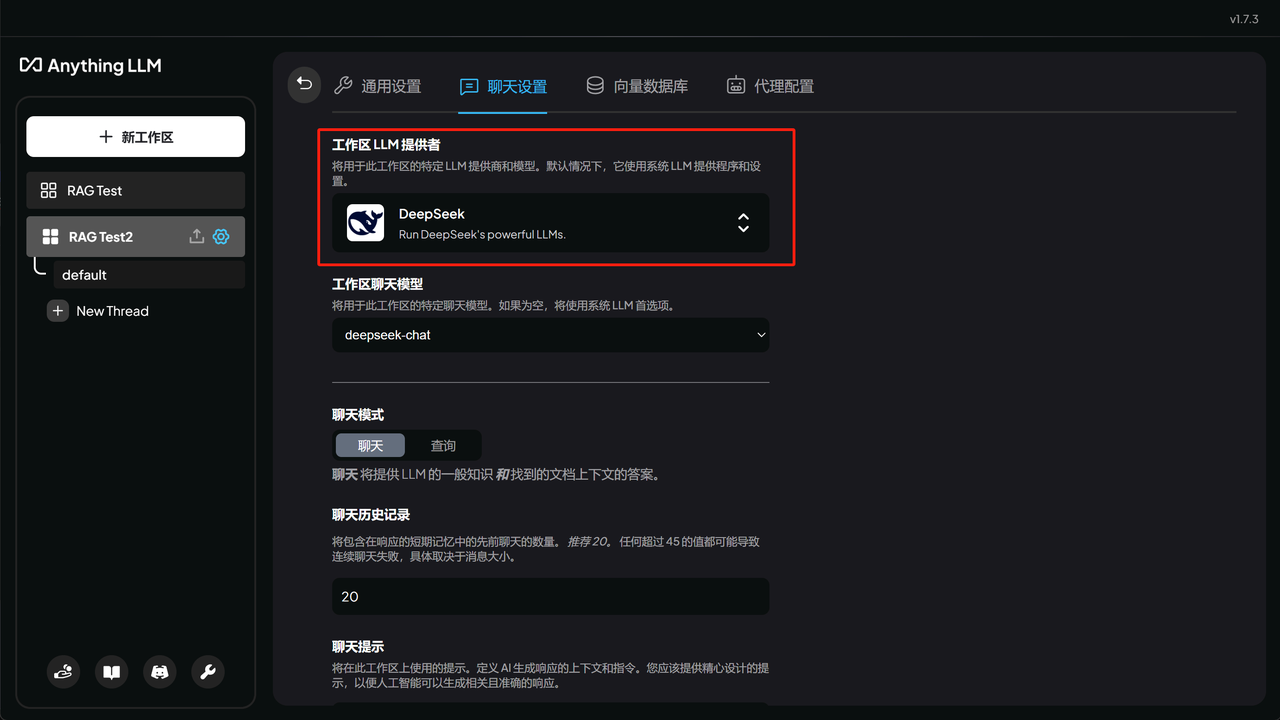 v1.7.3
Anything LLM
新工作区
RAG Test
RAG Test2
default
New Thread
通用设置
聊天设置
向量数据库
代理配置
工作区 LLM 提供者
将用于此工作区的特定 LLM 提供商和模型。默认情况下，它使用系统 LLM 提供程序和设
置。
DeepSeek
Run DeepSeek's powerful LLMs.
工作区聊天模型
将用于此工作区的特定聊天模型。如果为空，将使用系统 LLM 首选项。
deepseek-chat
聊天模式
聊天
查询
聊天 将提供 LLM 的一般知识 和 找到的文档上下文的答案。
聊天历史记录
将包含在响应的短期记忆中的先前聊天的数量。 推荐 20。 任何超过 45 的值都可能导致
连续聊天失败，具体取决于消息大小。
20
聊天提示
将在此工作区上使用的提示。定义 AI 生成响应的上下文和指令。您应该提供精心设计的提
示，以便人工智能可以生成相关且准确的响应。